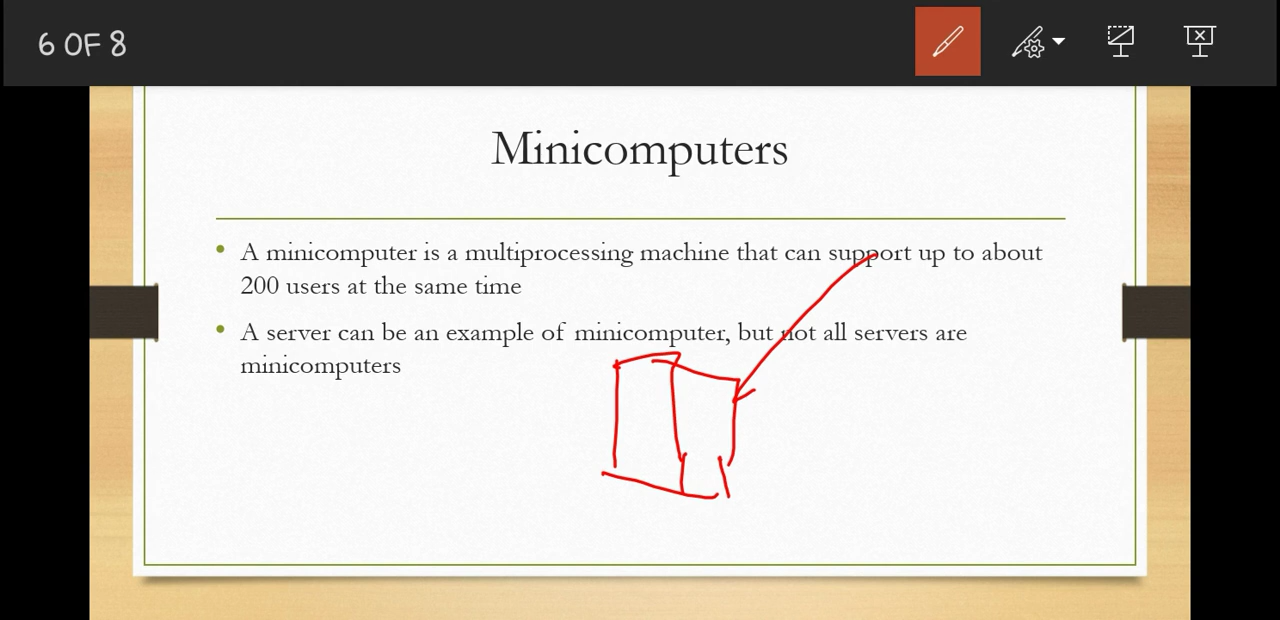 6 OF 8
Minicomputers
• A minicomputer is a multiprocessing machine that can support up to about
200 users at the same time
• A server can be an example of minicomputer, but not all servers are
minicomputers